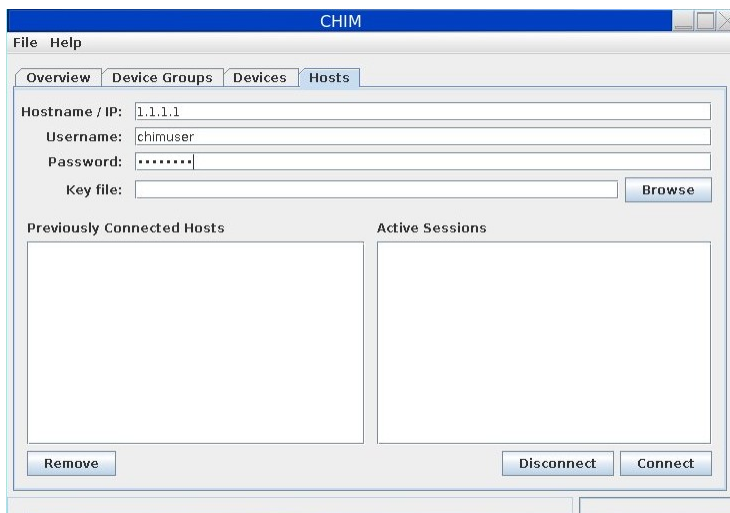 CHIM
File Help
Overview Device Groups Devices Hosts
Hostname / IP: 1.1.1.1
Username: chimuser
Password: ••••••••
Key file: Browse
Previously Connected Hosts Active Sessions
Remove Disconnect Connect